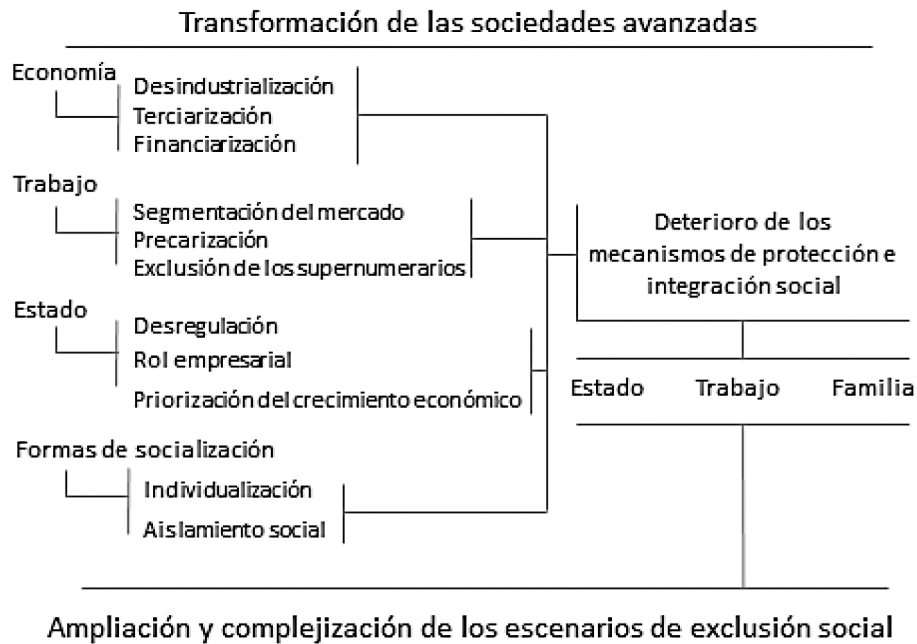 Transformación de las sociedades avanzadas
Economía
Desindustrialización
Terciarización
Financiarización
Trabajo
Segmentación del mercado
Precarización
Exclusión de los supernumerarios
Estado
Desregulación
Rol empresarial
Priorización del crecimiento económico
Formas de socialización
Individualización
Aislamiento social
Deterioro de los
mecanismos de protección e
integración social
Estado Trabajo Familia
Ampliación y complejización de los escenarios de exclusión social